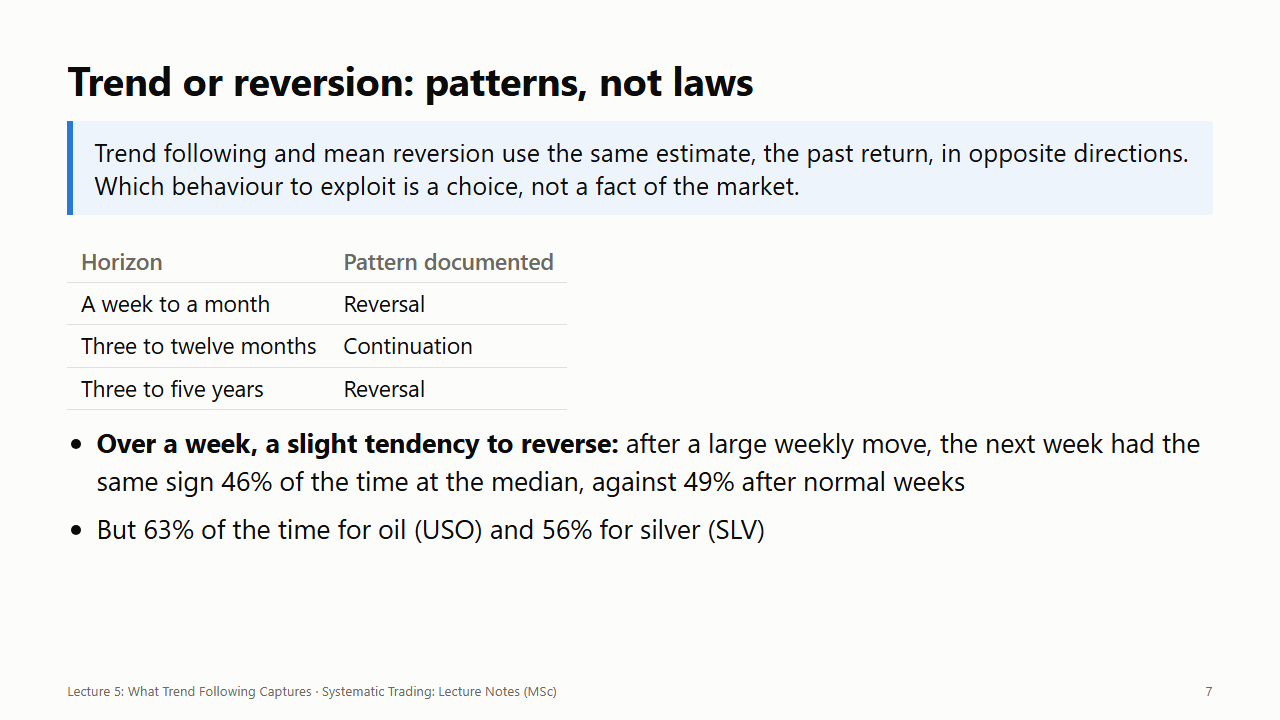 Trend or reversion: patterns, not laws
Trend following and mean reversion use the same estimate, the past return, in opposite directions.
Which behaviour to exploit is a choice, not a fact of the market.
Horizon Pattern documented
A week to a month Reversal
Three to twelve months Continuation
Three to five years Reversal
• Over a week, a slight tendency to reverse: after a large weekly move, the next week had the
same sign 46% of the time at the median, against 49% after normal weeks
• But 63% of the time for oil (USO) and 56% for silver (SLV)
Lecture 5: What Trend Following Captures · Systematic Trading: Lecture Notes (MSc) 7